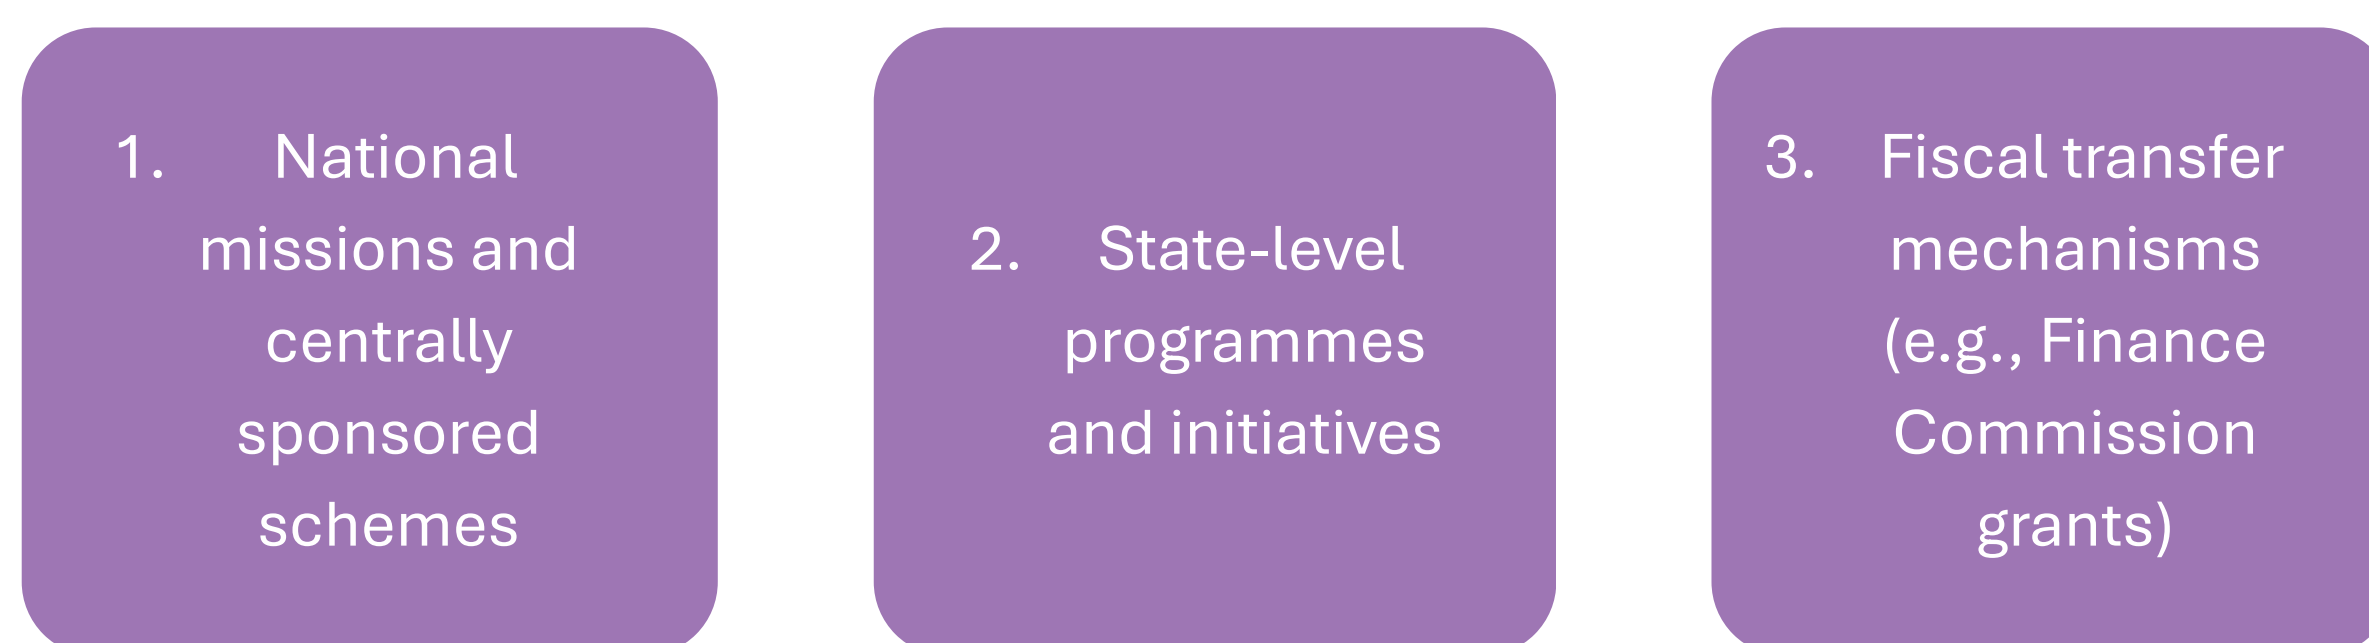 1. National
missions and
centrally
sponsored
schemes
2. State-level
programmes
and initiatives
3. Fiscal transfer
mechanisms
(e.g., Finance
Commission
grants)